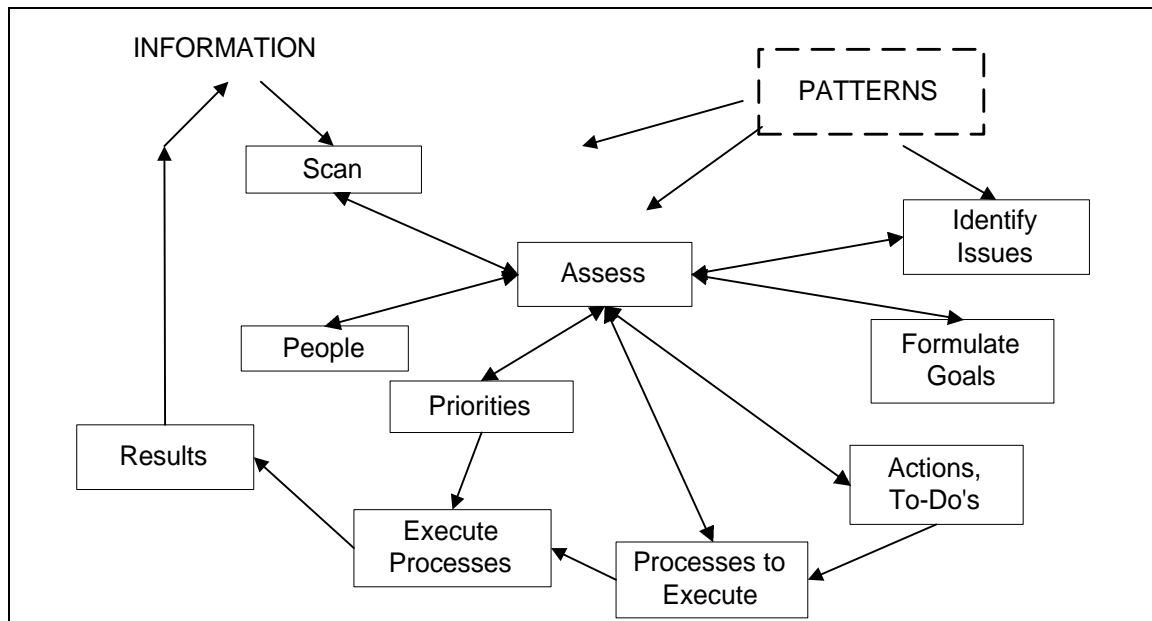 INFORMATION
PATTERNS
Scan
Identify
Issues
Assess
People
Formulate
Goals
Priorities
Results
Actions,
To-Do's
Execute
Processes
Processes to
Execute